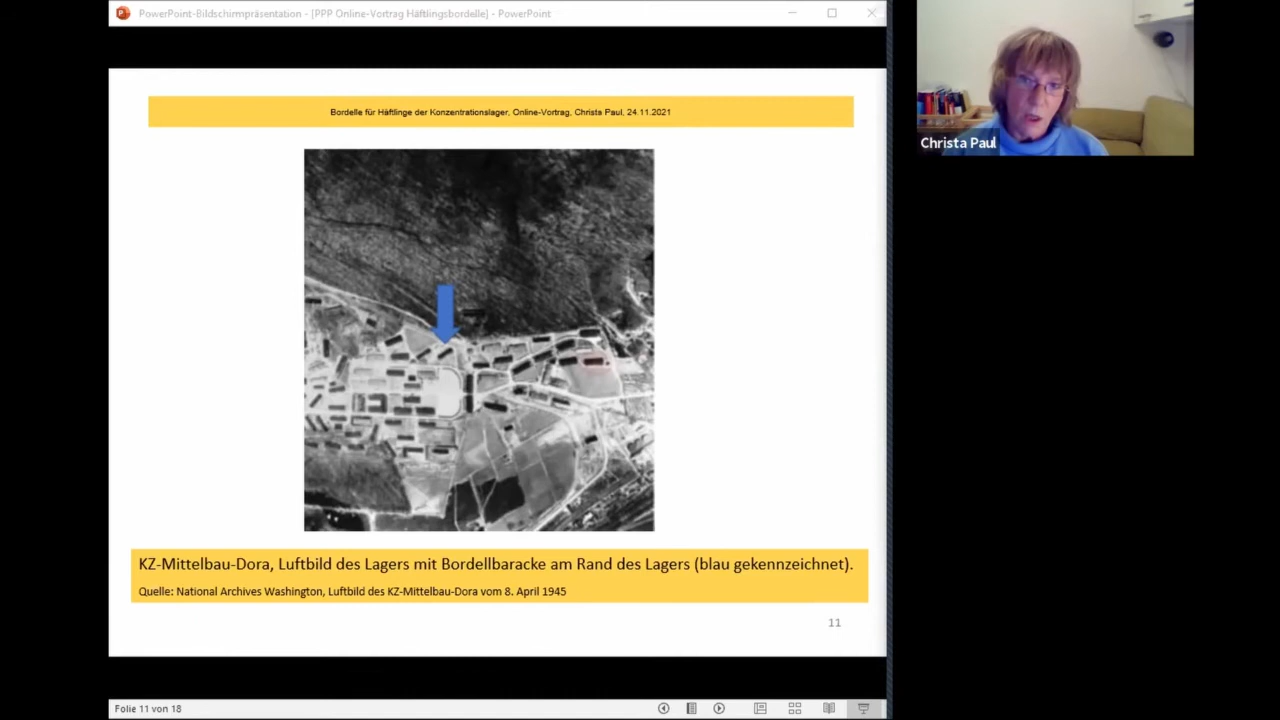 PowerPoint-Bildschirmpräsentation - [PPP Online-Vortrag Häftlingsbordelle] - PowerPoint
Bordelle für Häftlinge der Konzentrationslager, Online-Vortrag, Christa Paul, 24.11.2021
Christa Paul
KZ-Mittelbau-Dora, Luftbild des Lagers mit Bordellbaracke am Rand des Lagers (blau gekennzeichnet).
Quelle: National Archives Washington, Luftbild des KZ-Mittelbau-Dora vom 8. April 1945
11
Folie 11 von 18